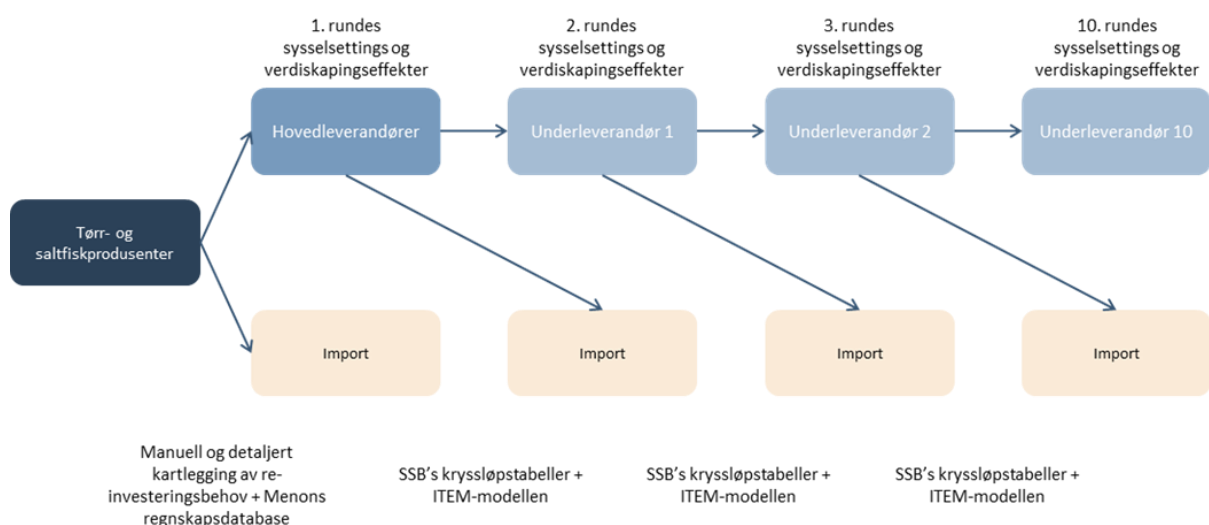 1. rundes
sysselsettings og
verdiskapingseffekter
2. rundes
sysselsettings og
verdiskapingseffekter
3. rundes
sysselsettings og
verdiskapingseffekter
10. rundes
sysselsettings og
verdiskapingseffekter
Hovedleverandører
Underleverandør 1
Underleverandør 2
Underleverandør 10
Tørr- og
saltfiskprodusenter
Import
Import
Import
Import
Manuell og detaljert
kartlegging av re-
investeringsbehov + Menons
regnskapsdatabase
SSB's kryssløpstabeller +
ITEM-modellen
SSB's kryssløpstabeller +
ITEM-modellen
SSB's kryssløpstabeller +
ITEM-modellen